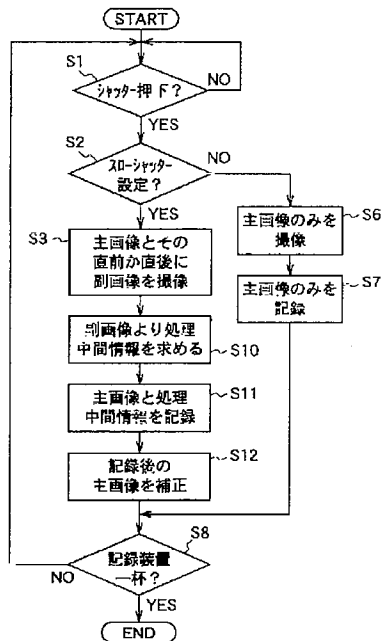 START
S1
シャッター押下?
NO
YES
S2
スローシャッター
設定?
NO
YES
S3
主画像とその
直前か直後に
副画像を撮像
S6
主画像のみを
撮像
S7
主画像のみを
記録
副画像より処理
中間情報を求める
S10
主画像と処理
中間情報を記録
S11
記録後の
主画像を補正
S12
S8
記録装置
一杯?
NO
YES
END